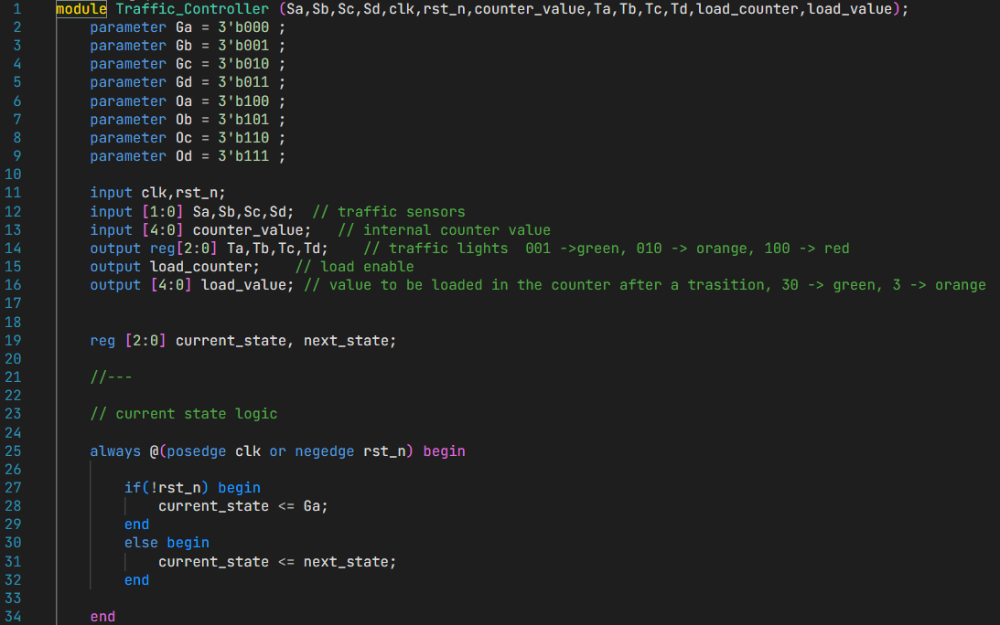 1 module Traffic_Controller (Sa,Sb,Sc,Sd,clk,rst_n,counter_value,Ta,Tb,Tc,Td,load_counter,load_value);
2 parameter Ga = 3'b000 ;
3 parameter Gb = 3'b001 ;
4 parameter Gc = 3'b010 ;
5 parameter Gd = 3'b011 ;
6 parameter Oa = 3'b100 ;
7 parameter Ob = 3'b101 ;
8 parameter Oc = 3'b110 ;
9 parameter Od = 3'b111 ;
10
11 input clk,rst_n;
12 input [1:0] Sa,Sb,Sc,Sd; // traffic sensors
13 input [4:0] counter_value; // internal counter value
14 output reg[2:0] Ta,Tb,Tc,Td; // traffic lights 001 ->green, 010 -> orange, 100 -> red
15 output load_counter; // load enable
16 output [4:0] load_value; // value to be loaded in the counter after a trasition, 30 -> green, 3 -> orange
17
18
19 reg [2:0] current_state, next_state;
20
21 //---
22
23 // current state logic
24
25 always @(posedge clk or negedge rst_n) begin
26
27 if(!rst_n) begin
28 current_state <= Ga;
29 end
30 else begin
31 current_state <= next_state;
32 end
33
34 end